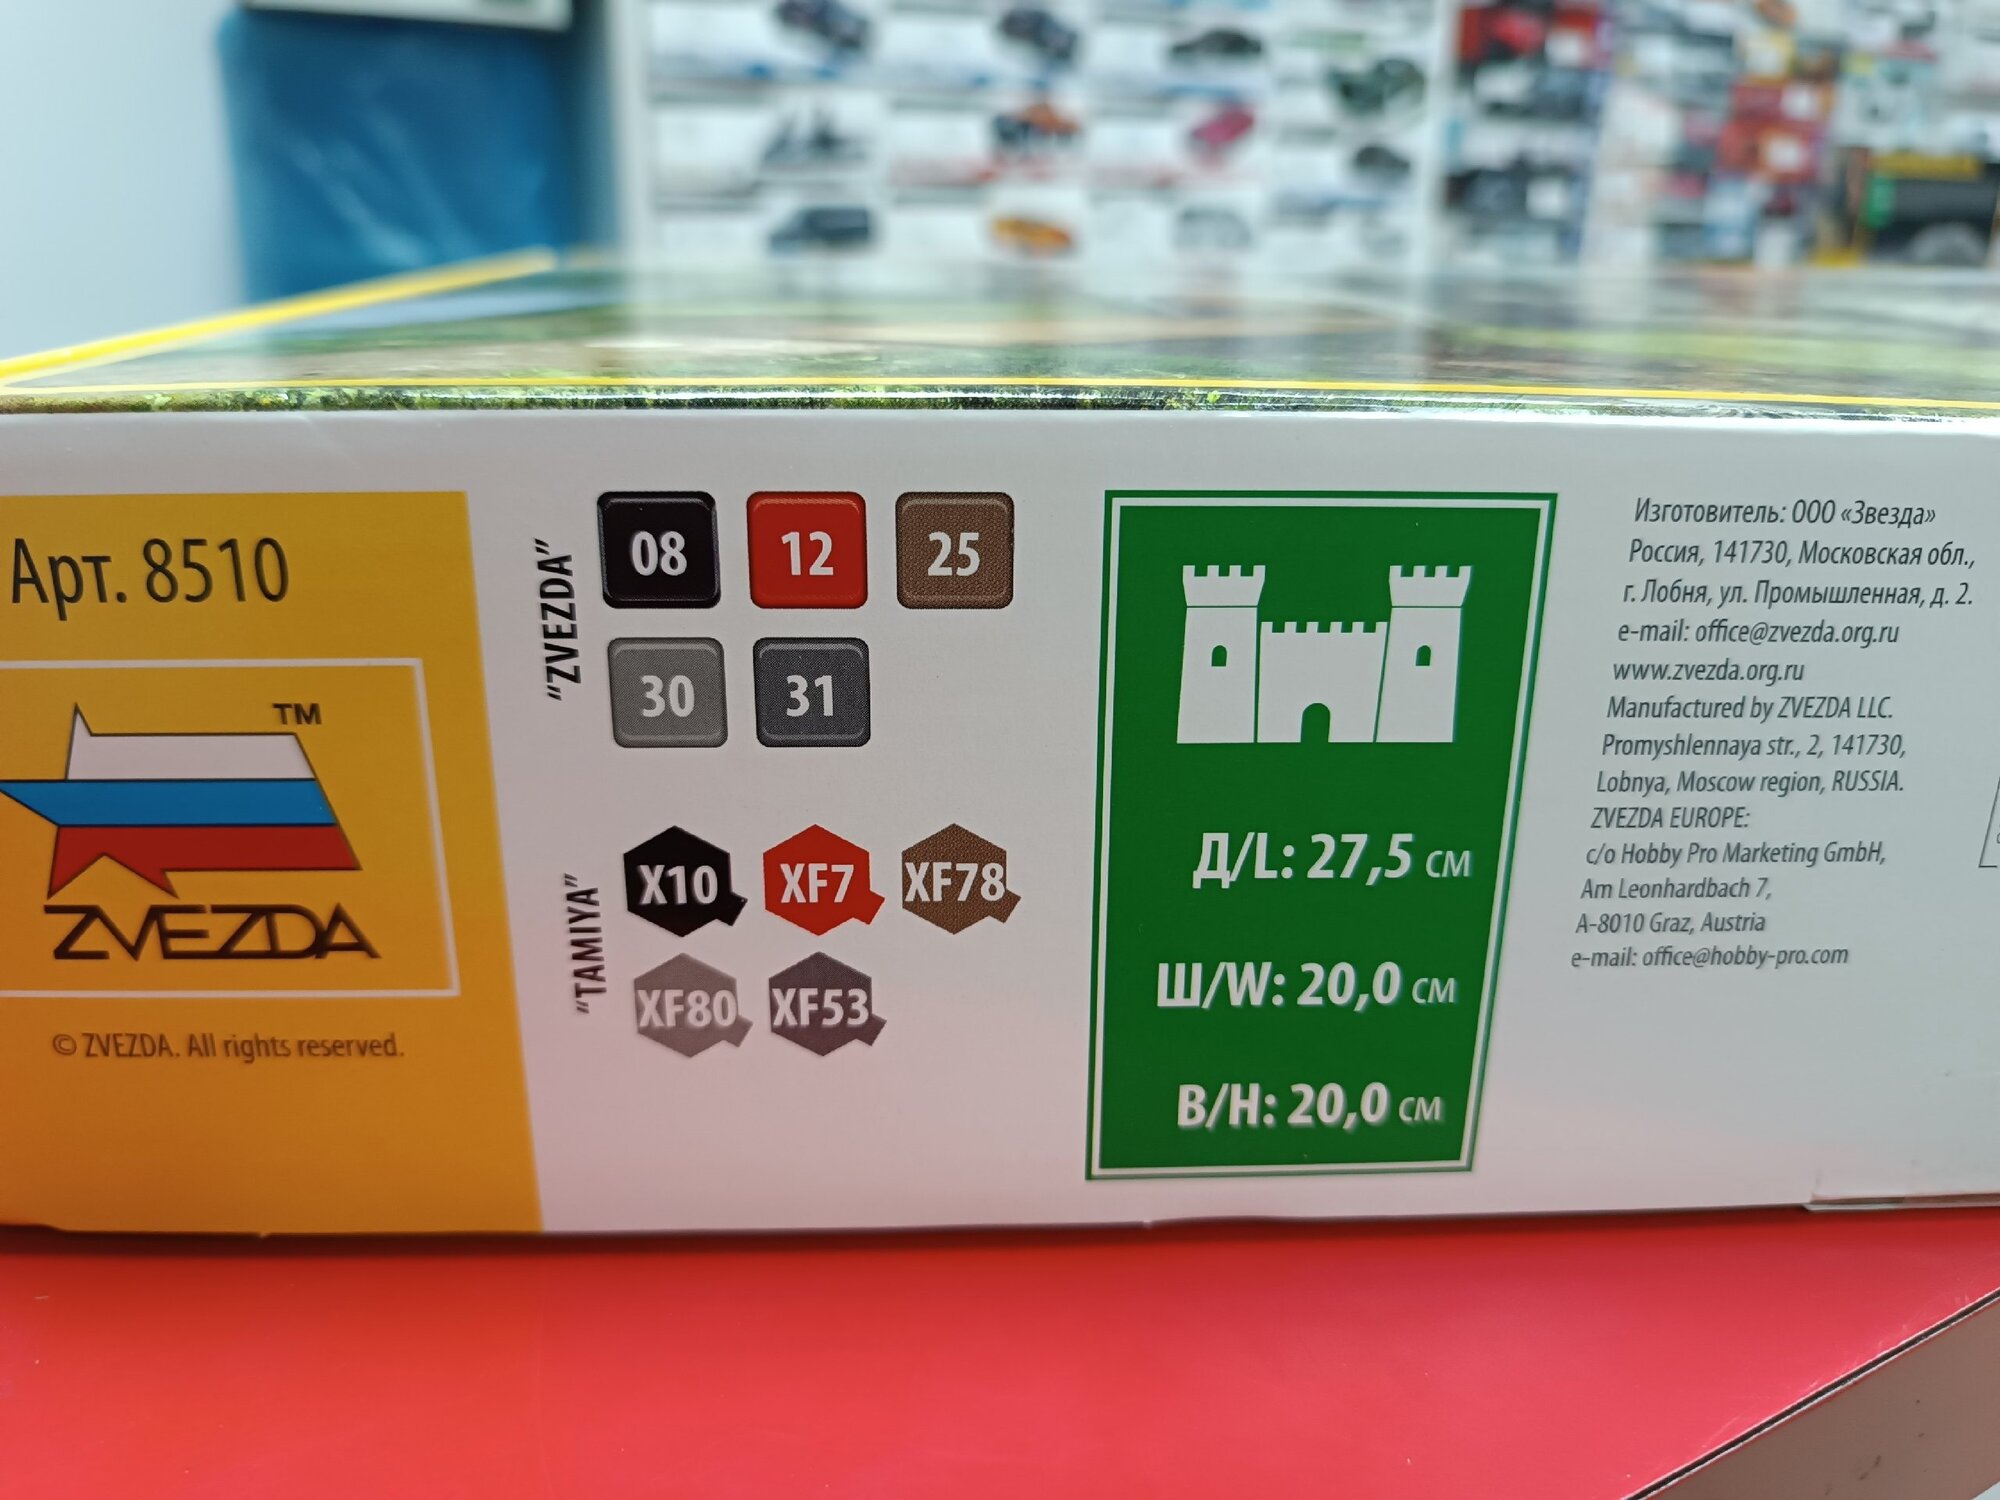 Арт. 8510
TM
ZVEZDA
© ZVEZDA. All rights reserved.
"ZVEZDA"
08 12 25
30 31
"TAMIYA"
X10 XF7 XF78
XF80 XF53
Д/L: 27,5 см
Ш/W: 20,0 см
В/H: 20,0 см
Изготовитель: ООО «Звезда»
Россия, 141730, Московская обл.,
г. Лобня, ул. Промышленная, д. 2.
e-mail: office@zvezda.org.ru
www.zvezda.org.ru
Manufactured by ZVEZDA LLC.
Promyshlennaya str., 2, 141730,
Lobnya, Moscow region, RUSSIA.
ZVEZDA EUROPE:
c/o Hobby Pro Marketing GmbH,
Am Leonhardbach 7,
A-8010 Graz, Austria
e-mail: office@hobby-pro.com